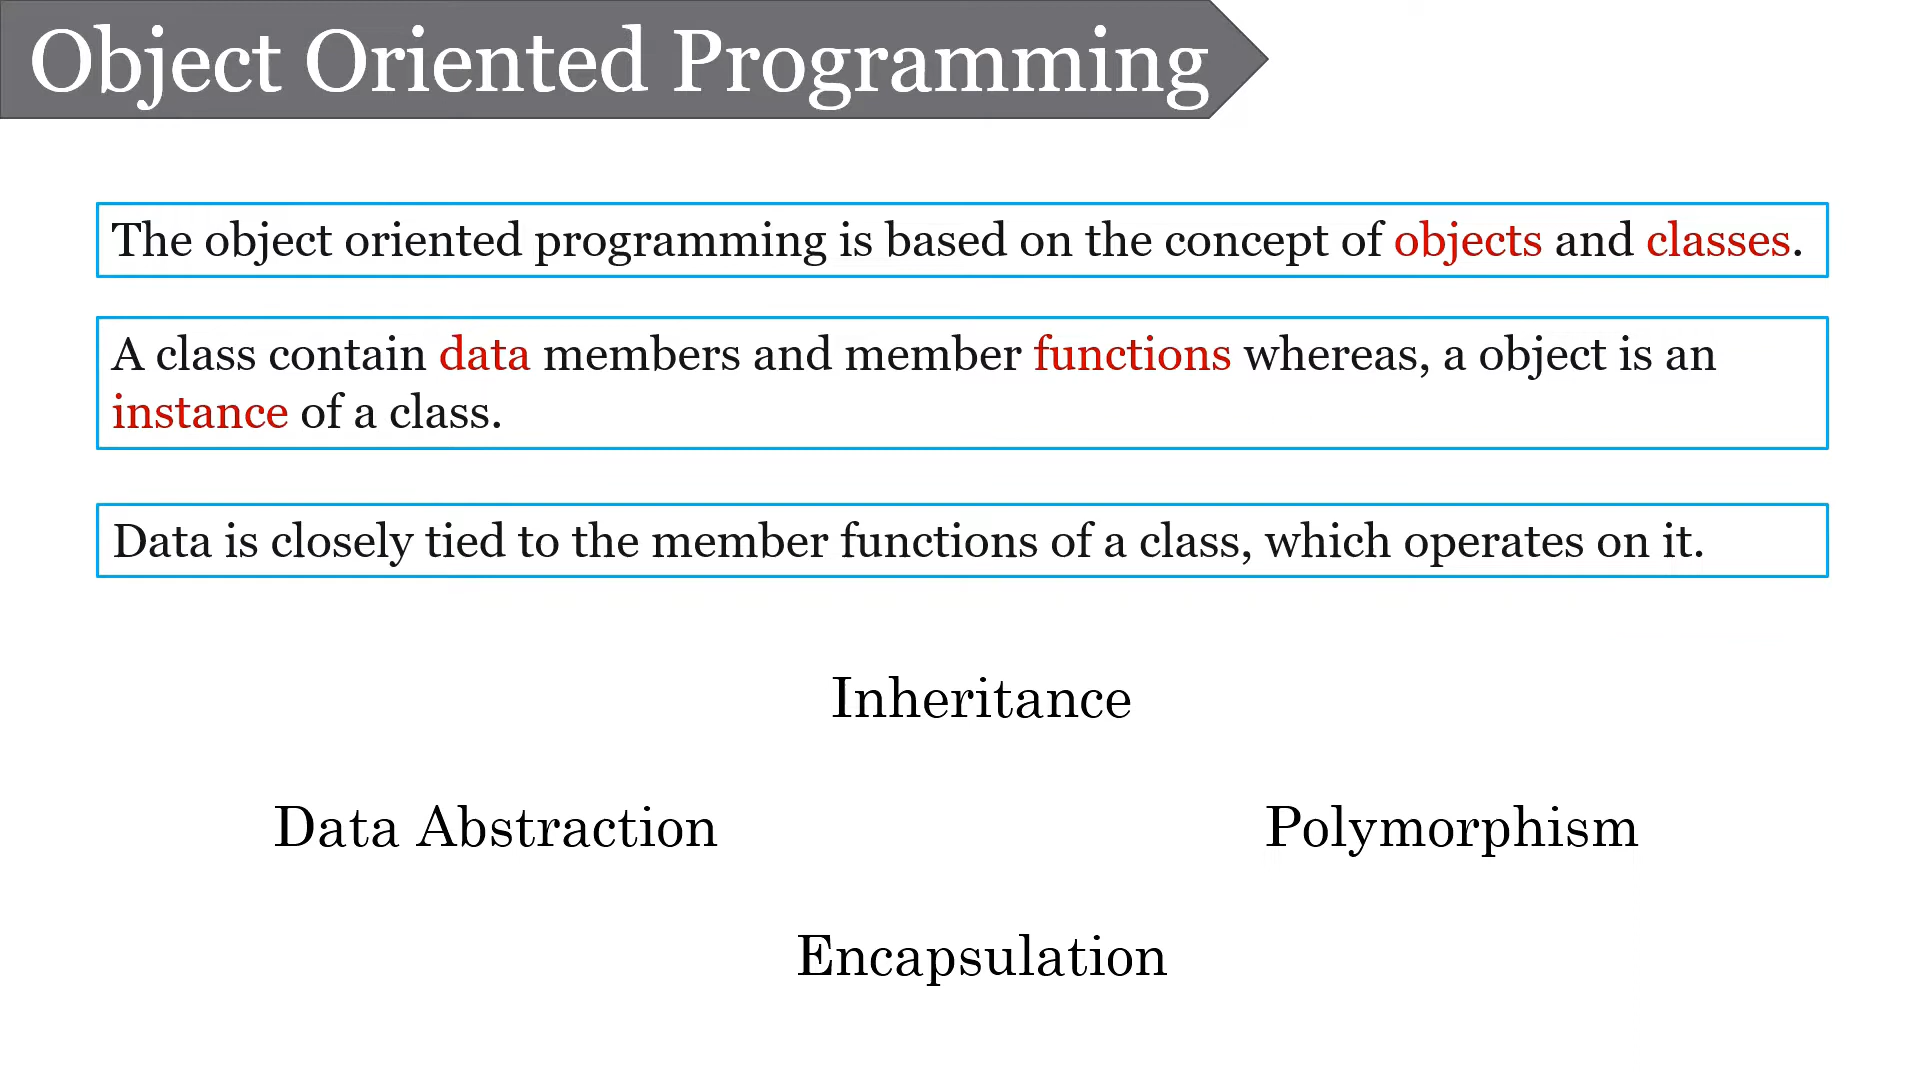 Object Oriented Programming
The object oriented programming is based on the concept of objects and classes.
A class contain data members and member functions whereas, a object is an
instance of a class.
Data is closely tied to the member functions of a class, which operates on it.
Inheritance
Data Abstraction
Polymorphism
Encapsulation